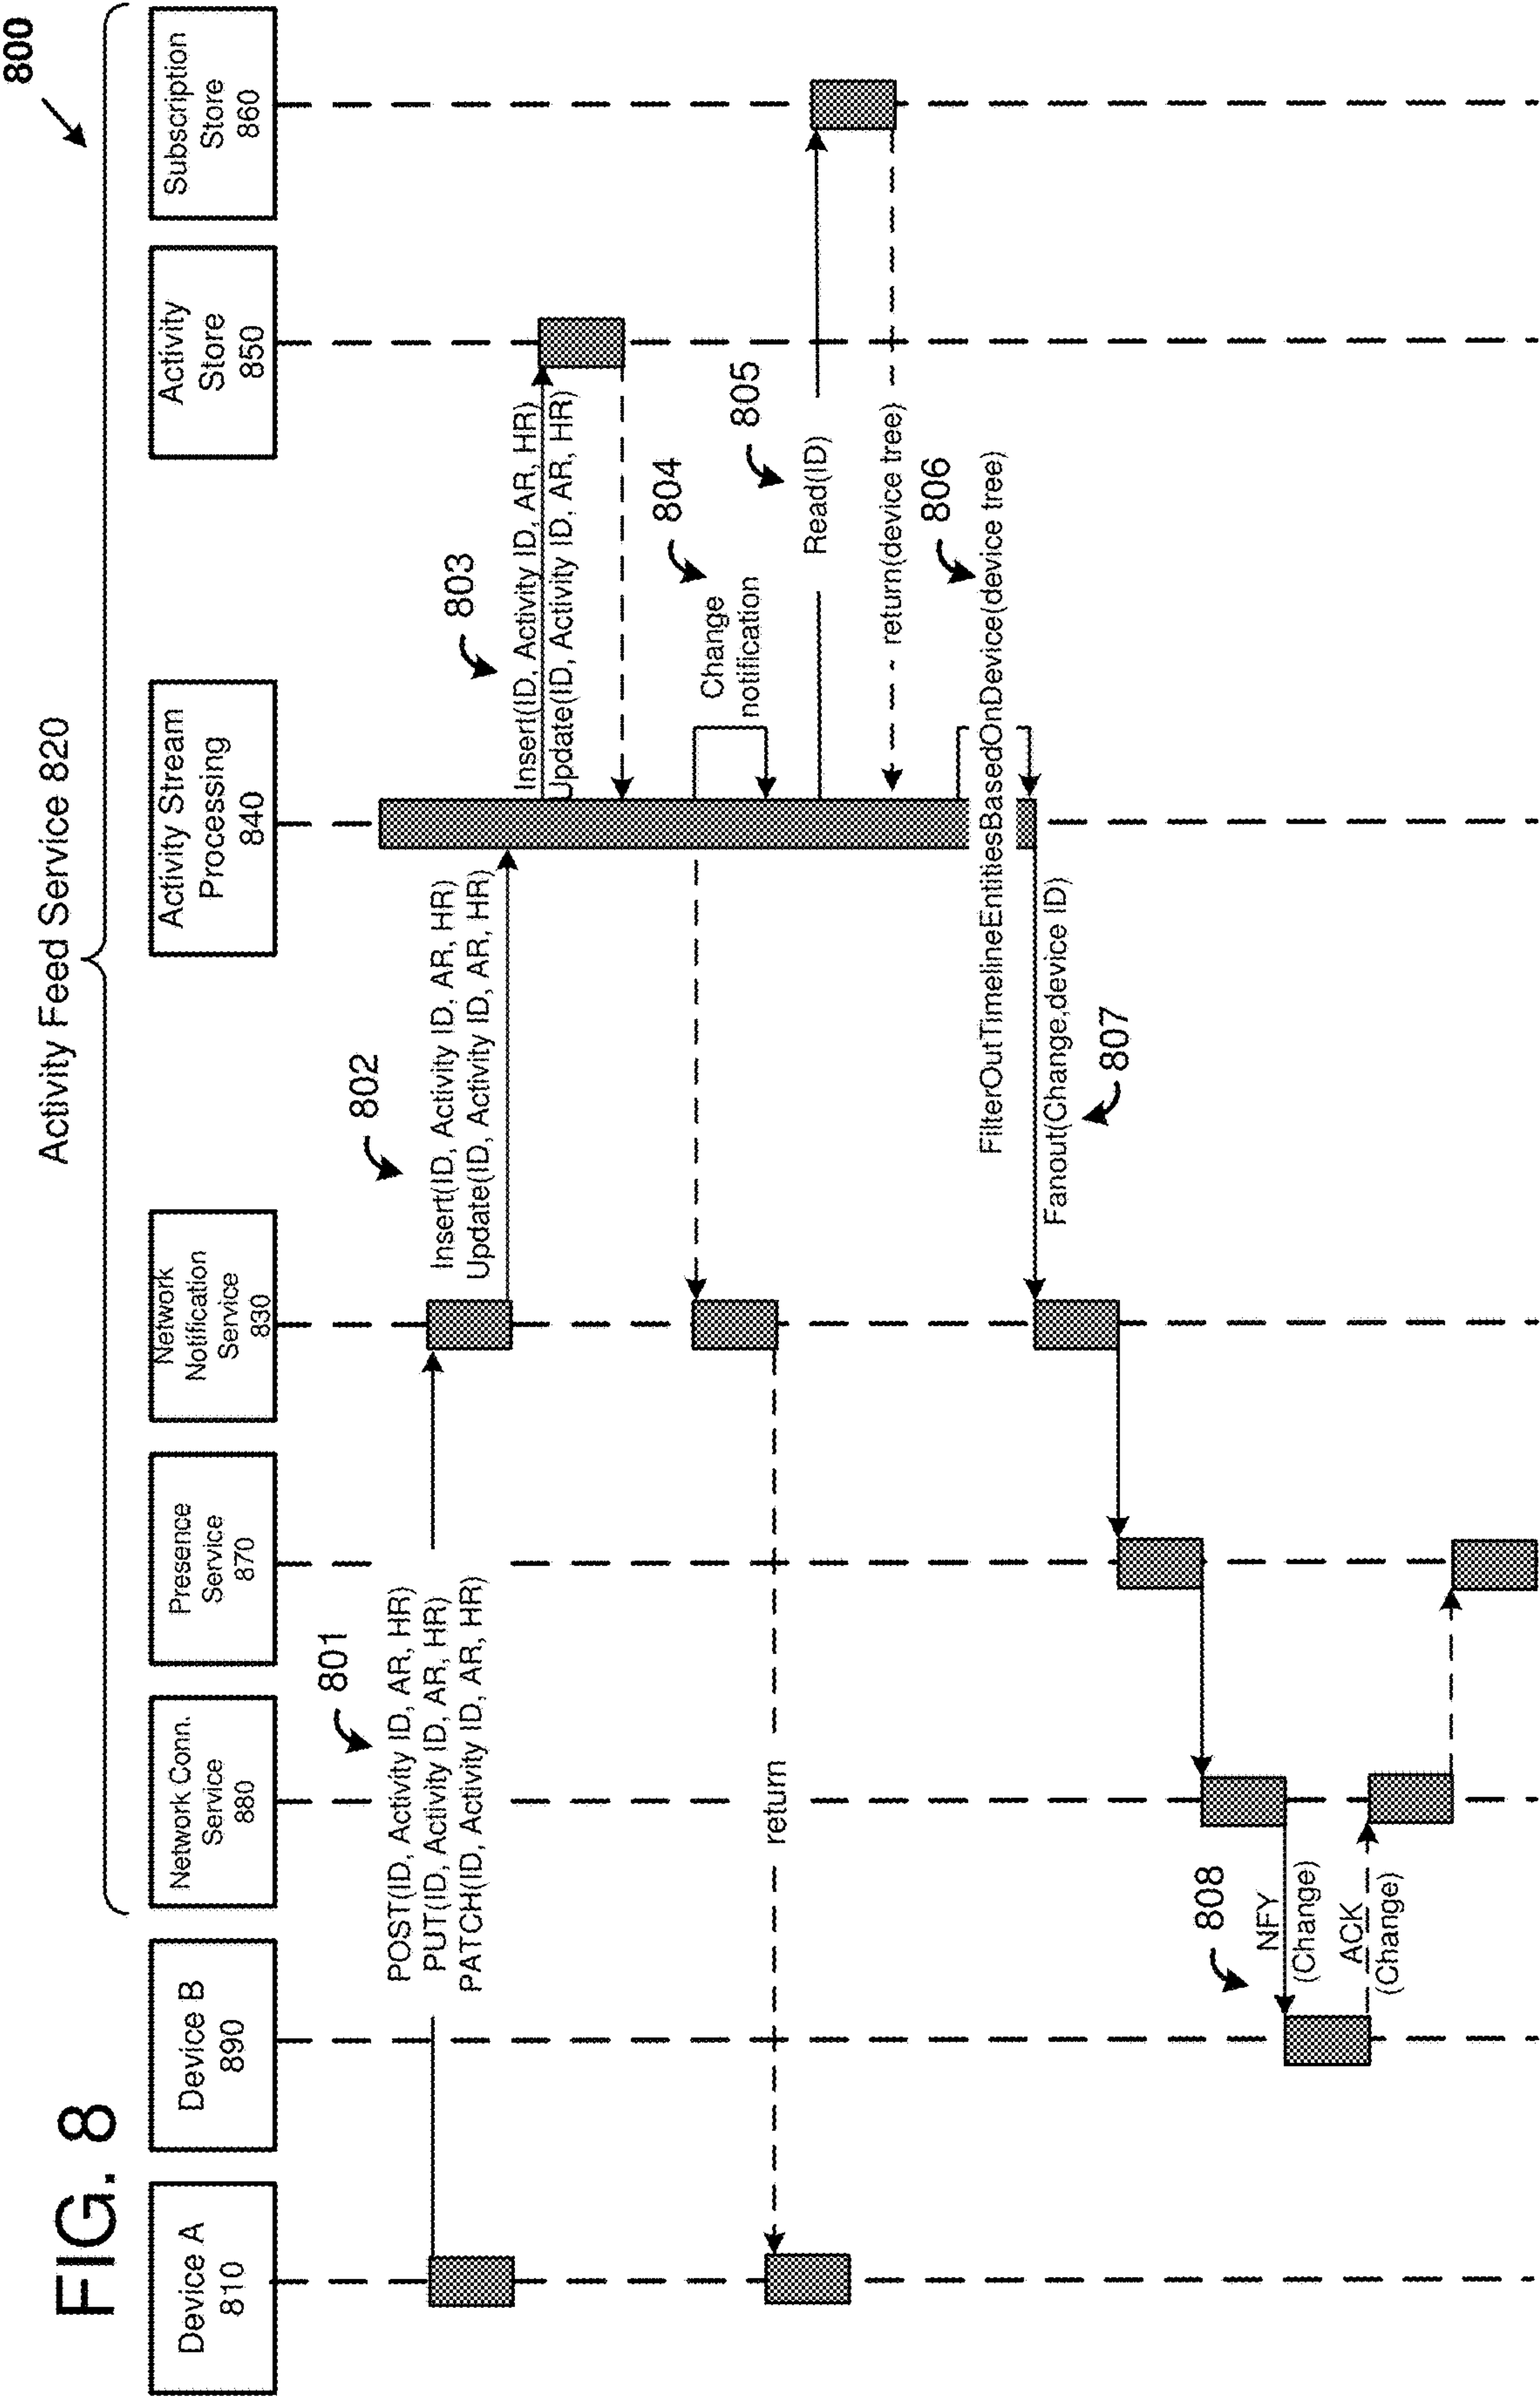 FIG. 8
800
Activity Feed Service 820
Device A
810
Device B
890
Network Conn.
Service
880
Presence
Service
870
Network
Notification
Service
830
Activity Stream
Processing
840
Activity
Store
850
Subscription
Store
860
801
POST(ID, Activity ID, AR, HR)
PUT(ID, Activity ID, AR, HR)
PATCH(ID, Activity ID, AR, HR)
802
Insert(ID, Activity ID, AR, HR)
Update(ID, Activity ID, AR, HR)
803
Insert(ID, Activity ID, AR, HR)
Update(ID, Activity ID, AR, HR)
804
Change
notification
return
805
Read(ID)
return(device tree)
806
FilterOutTimelineEntitiesBasedOnDevice(device tree)
Fanout(Change,device ID)
807
808
NFY
(Change)
ACK
(Change)